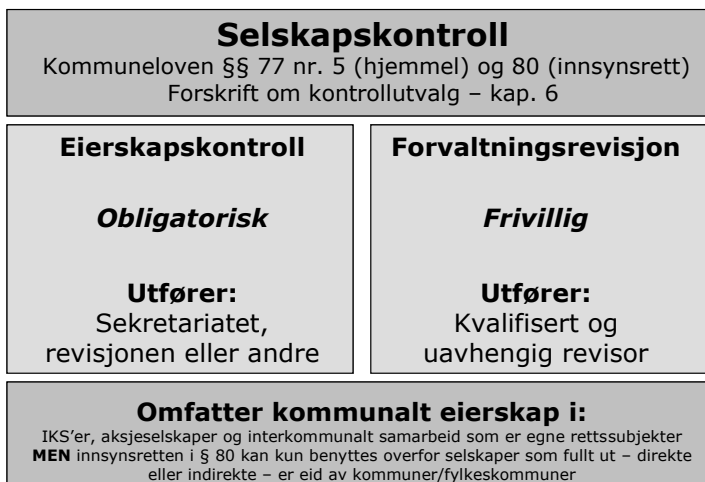 Selskapskontroll
Kommuneloven §§ 77 nr. 5 (hjemmel) og 80 (innsynsrett)
Forskrift om kontrollutvalg – kap. 6
Eierskapskontroll
Obligatorisk
Utfører:
Sekretariatet,
revisjonen eller andre
Forvaltningsrevisjon
Frivillig
Utfører:
Kvalifisert og
uavhengig revisor
Omfatter kommunalt eierskap i:
IKS’er, aksjeselskaper og interkommunalt samarbeid som er egne rettssubjekter
MEN innsynsretten i § 80 kan kun benyttes overfor selskaper som fullt ut – direkte
eller indirekte – er eid av kommuner/fylkeskommuner